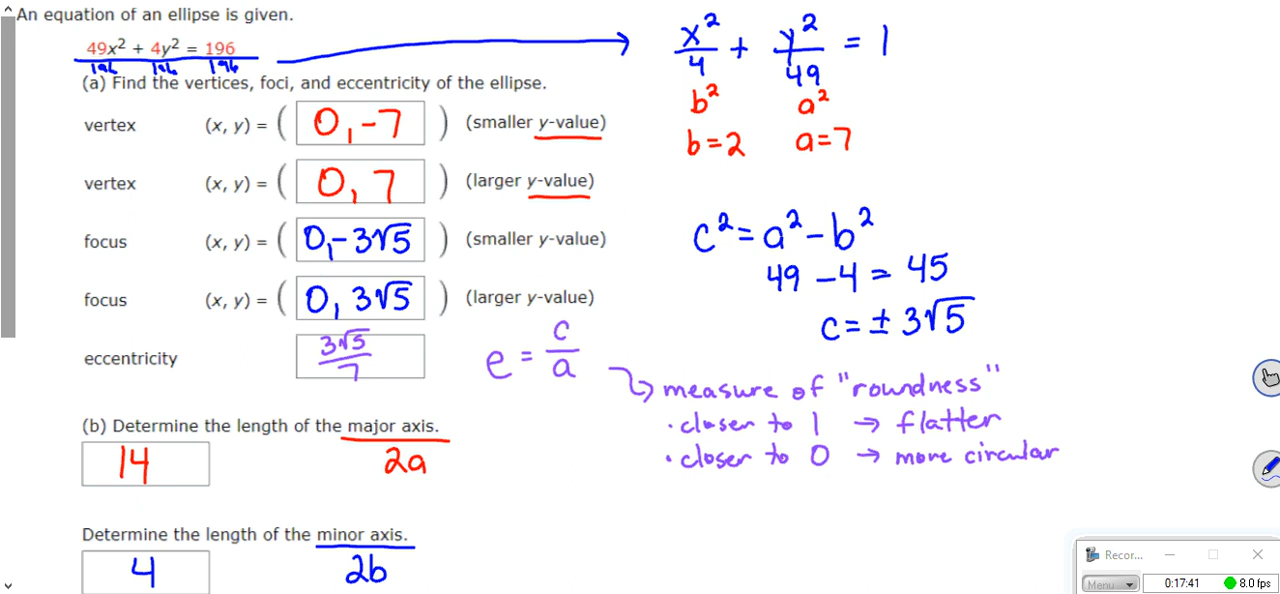 An equation of an ellipse is given.
49x² + 4y² = 196
196 196 196
x²/4 + y²/49 = 1
b² a²
b=2 a=7
(a) Find the vertices, foci, and eccentricity of the ellipse.
vertex (x, y) = ( 0, -7 ) (smaller y-value)
vertex (x, y) = ( 0, 7 ) (larger y-value)
focus (x, y) = ( 0, -3√5 ) (smaller y-value)
focus (x, y) = ( 0, 3√5 ) (larger y-value)
eccentricity 3√5/7
c² = a² - b²
49 - 4 = 45
c = ± 3√5
e = c/a
measure of "roundness"
· closer to 1 → flatter
· closer to 0 → more circular
(b) Determine the length of the major axis.
14 2a
Determine the length of the minor axis.
4 2b
Recor...
Menu 0:17:41 8.0 fps